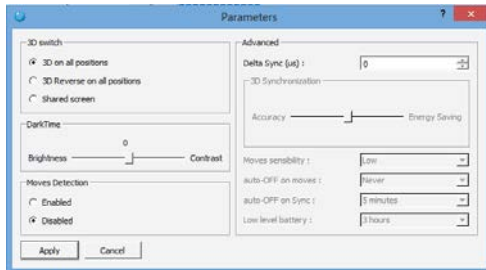 Parameters
?
3D switch
3D on all positions
3D Reverse on all positions
Shared screen
DarkTime
0
Brightness
Contrast
Moves Detection
Enabled
Disabled
Apply
Cancel
Advanced
Delta Sync (us) :
0
3D Synchronization
Accuracy
Energy Saving
Moves sensibility :
Low
auto-OFF on moves :
Never
auto-OFF on Sync :
5 minutes
Low level battery :
3 hours